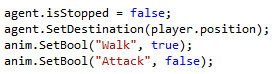 agent.isStopped = false;
agent.SetDestination(player.position);
anim.SetBool("Walk", true);
anim.SetBool("Attack", false);